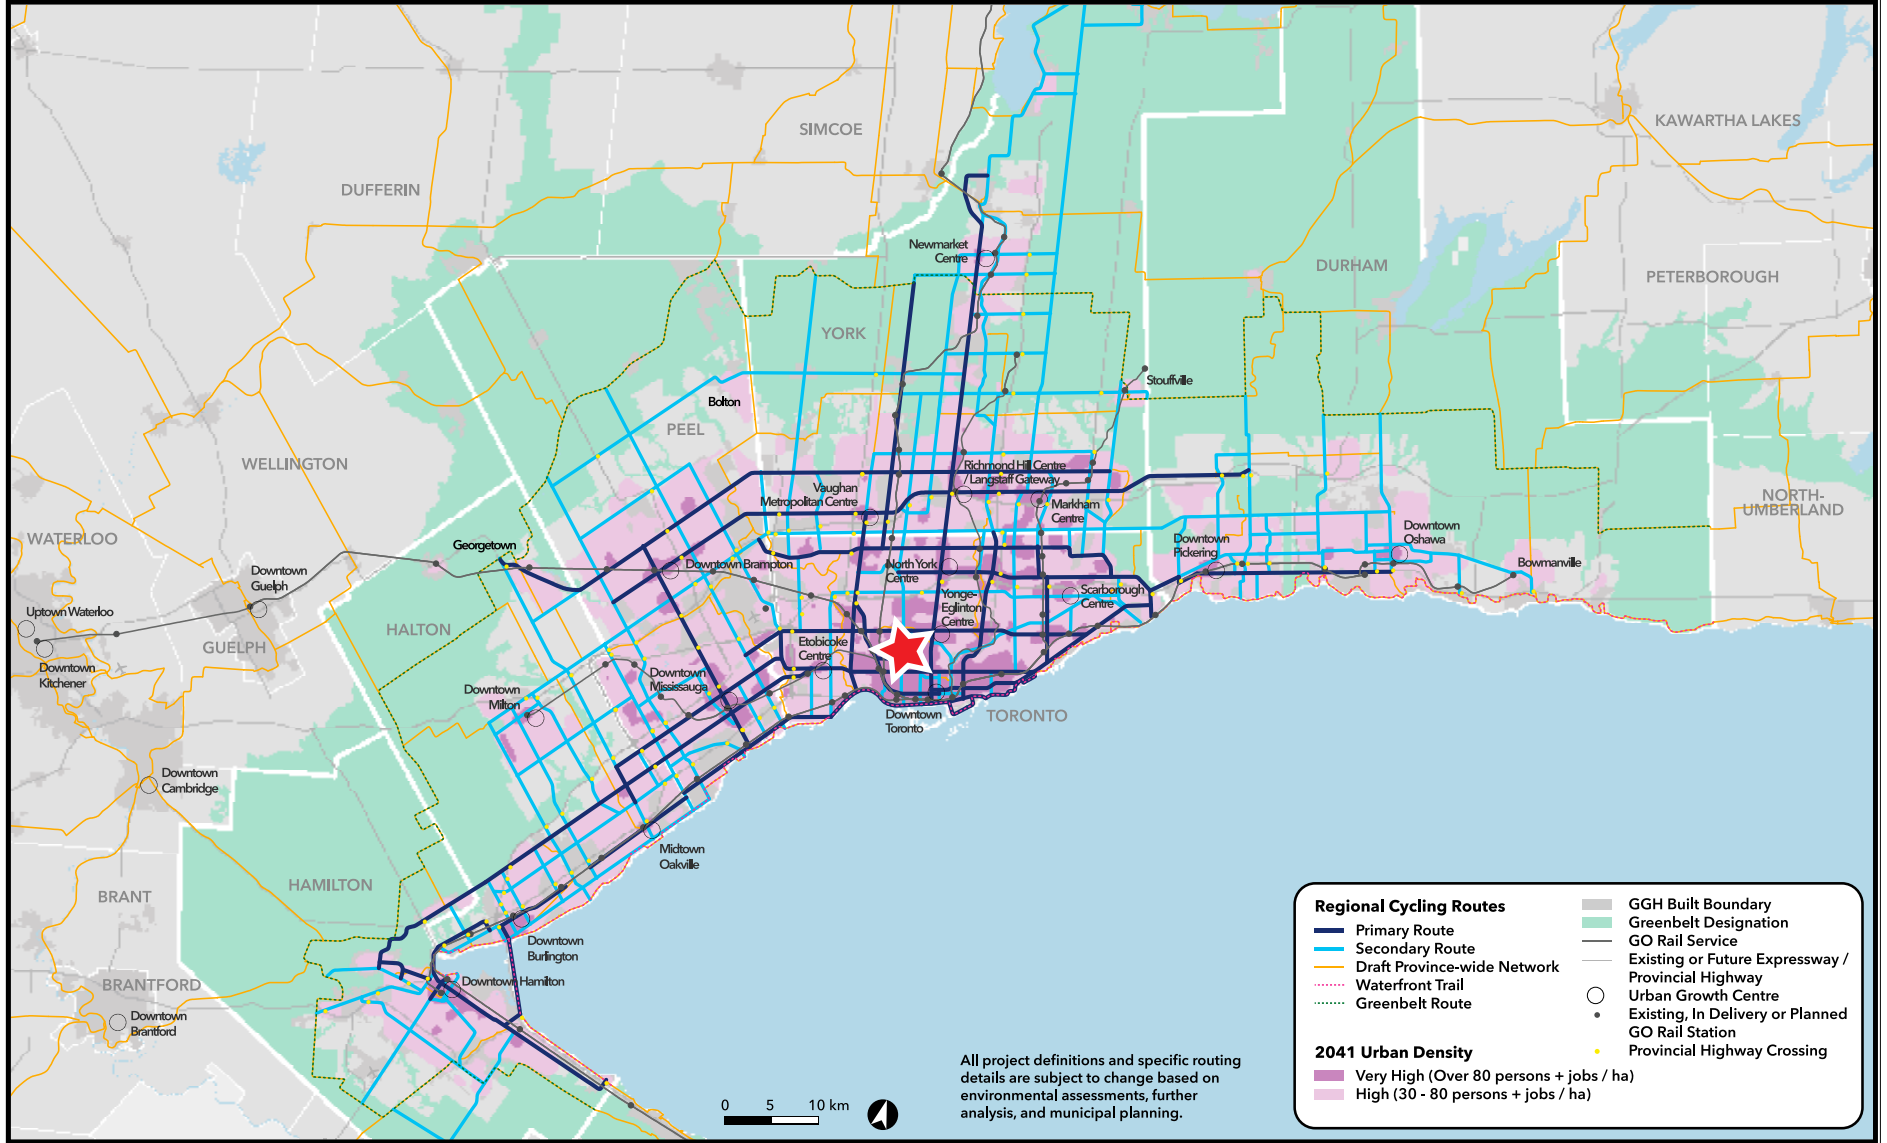 SIMCOE
KAWARTHA LAKES
DUFFERIN
Newmarket
Centre
DURHAM
PETERBOROUGH
YORK
Stouffville
Bolton
PEEL
WELLINGTON
Richmond Hill Centre
/ Langstaff Gateway
Vaughan
Metropolitan Centre
Markham
Centre
NORTH-
UMBERLAND
WATERLOO
Georgetown
Downtown
Pickering
Downtown
Oshawa
Downtown
Guelph
Downtown Brampton
North York
Centre
Bowmanville
Scarborough
Centre
Yonge-
Eglinton
Centre
Uptown Waterloo
HALTON
GUELPH
Etobicoke
Centre
Downtown
Kitchener
Downtown
Mississauga
Downtown
Milton
Downtown
Toronto
TORONTO
Downtown
Cambridge
Midtown
Oakville
BRANT
HAMILTON
Downtown
Burlington
BRANTFORD
Downtown Hamilton
Downtown
Brantford
All project definitions and specific routing
details are subject to change based on
environmental assessments, further
analysis, and municipal planning.
0 5 10 km
Regional Cycling Routes
Primary Route
Secondary Route
Draft Province-wide Network
Waterfront Trail
Greenbelt Route
2041 Urban Density
Very High (Over 80 persons + jobs / ha)
High (30 - 80 persons + jobs / ha)
GGH Built Boundary
Greenbelt Designation
GO Rail Service
Existing or Future Expressway /
Provincial Highway
Urban Growth Centre
Existing, In Delivery or Planned
GO Rail Station
Provincial Highway Crossing